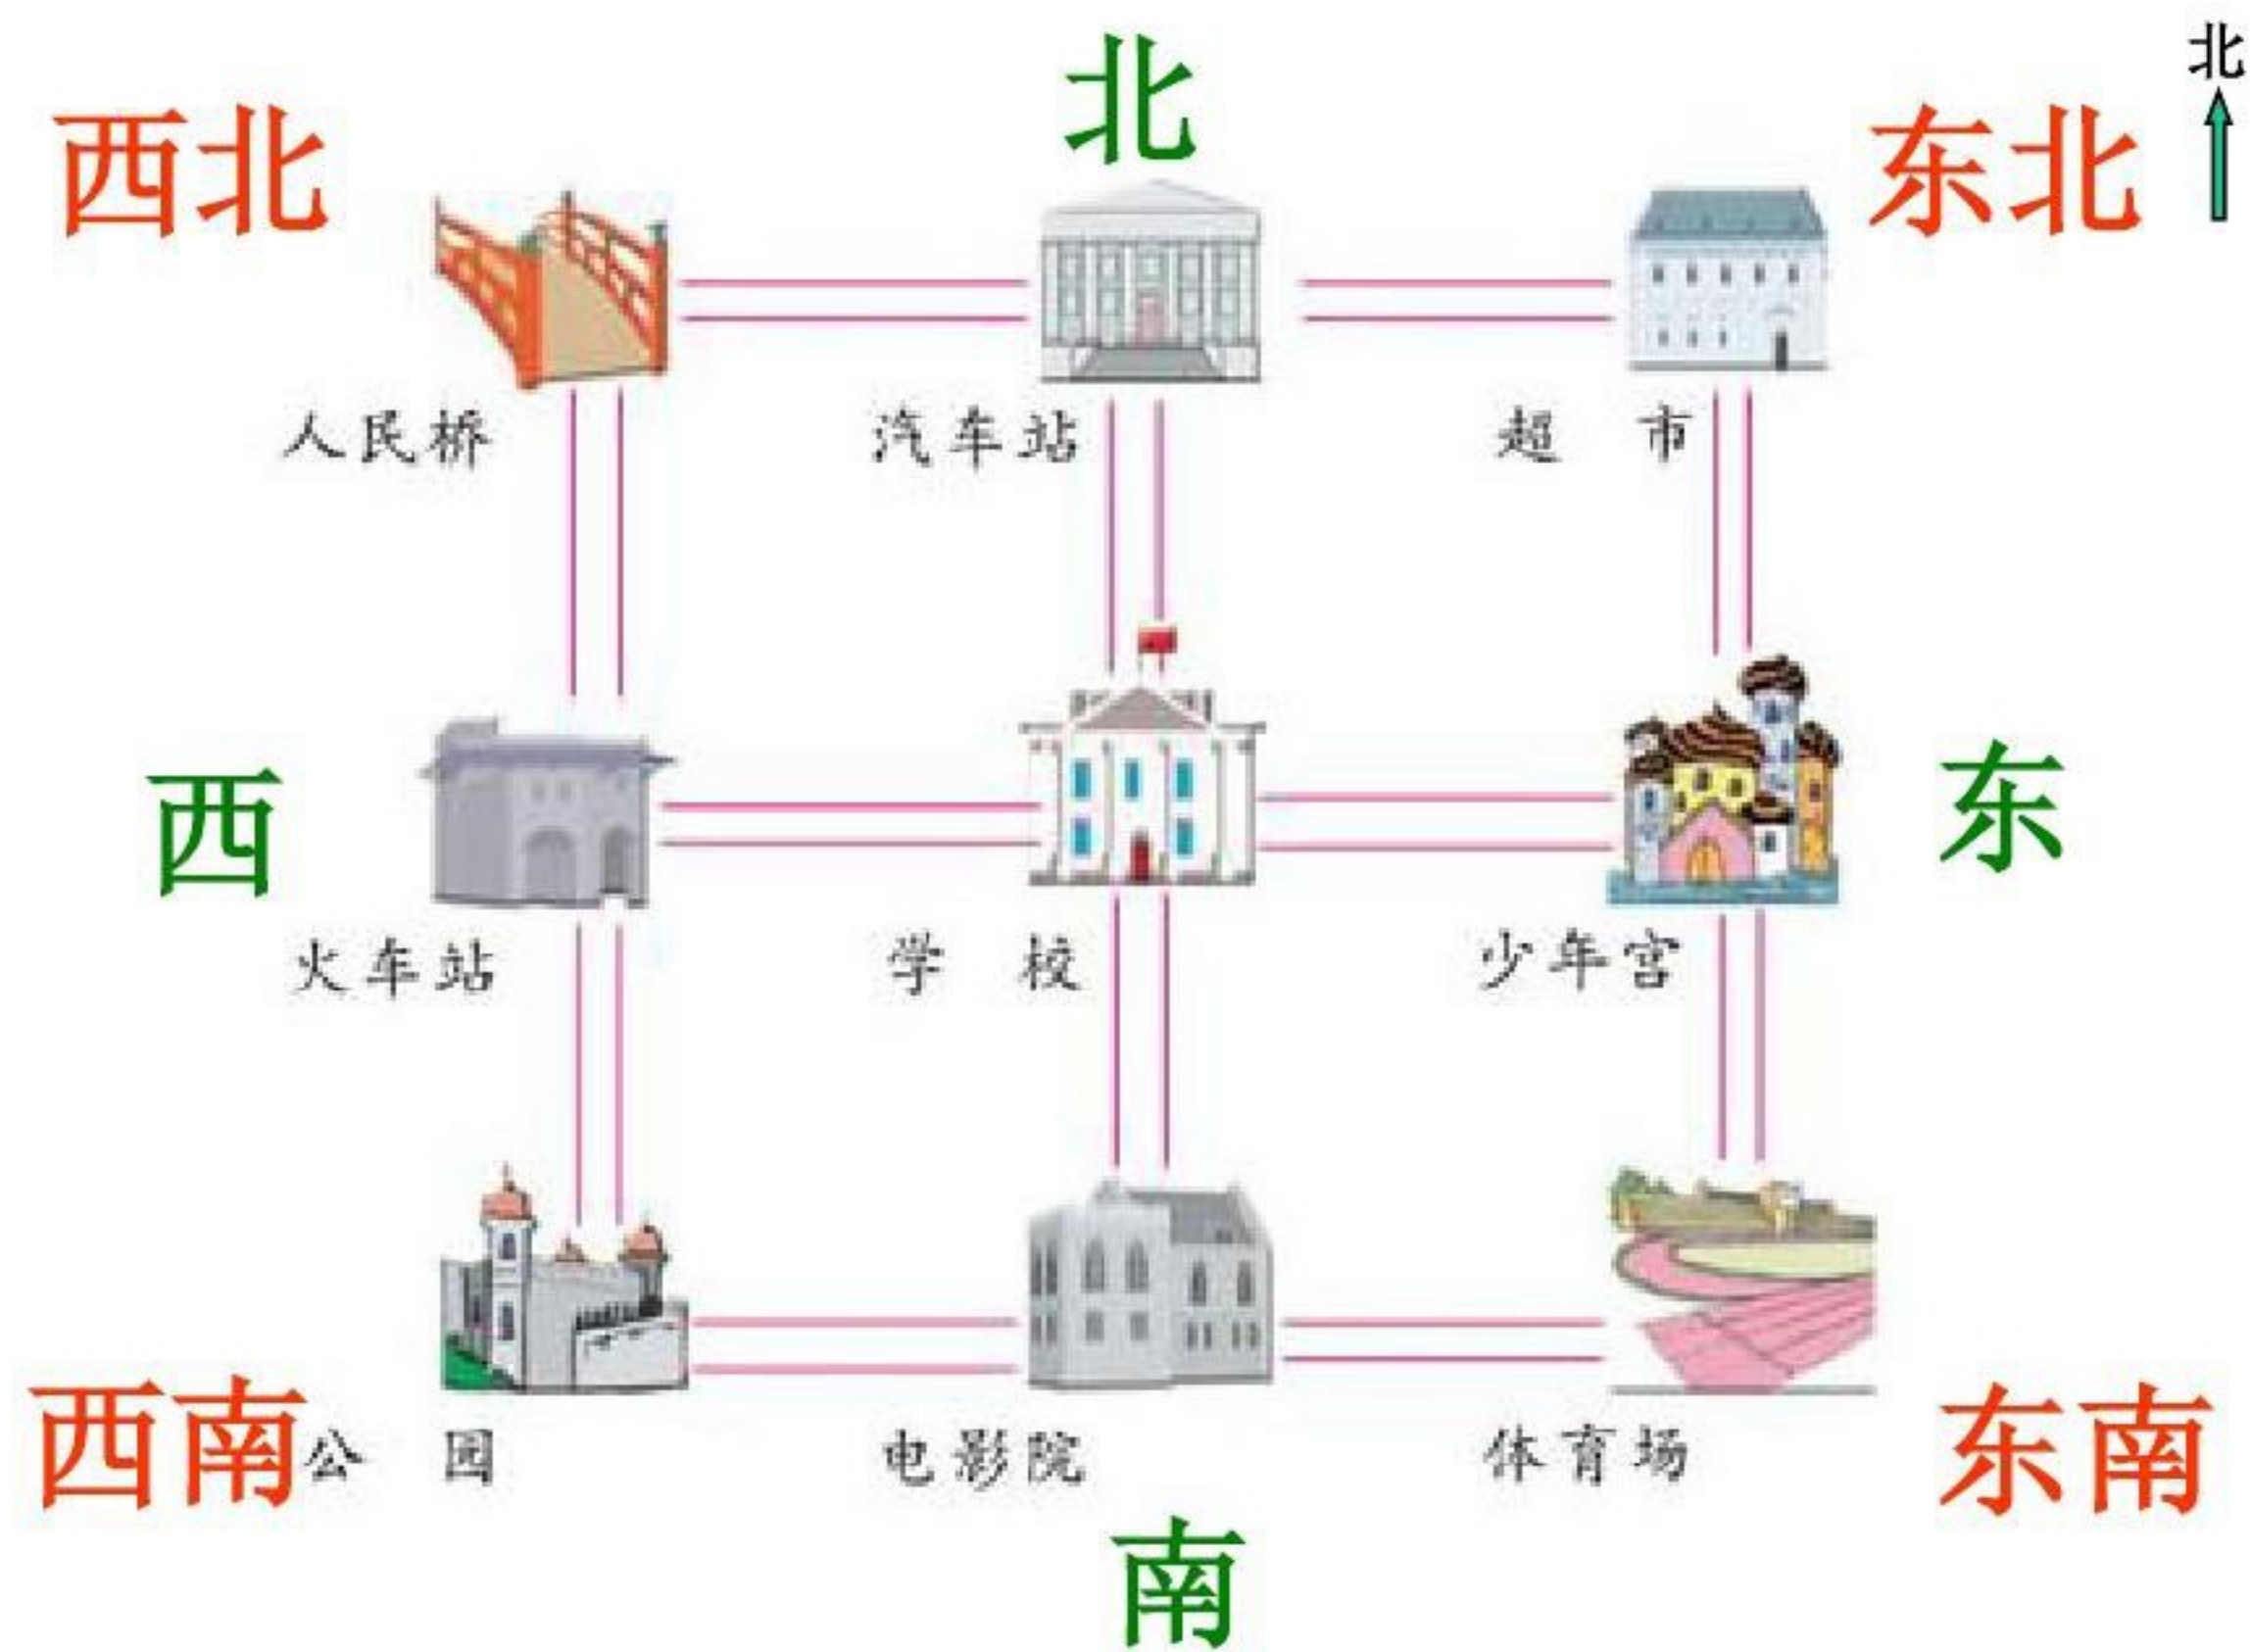 北
北
西北
东北
人民桥 汽车站 超 市
西
东
火车站 学 校 少年宫
西南
公 园 电影院 体育场
东南
南